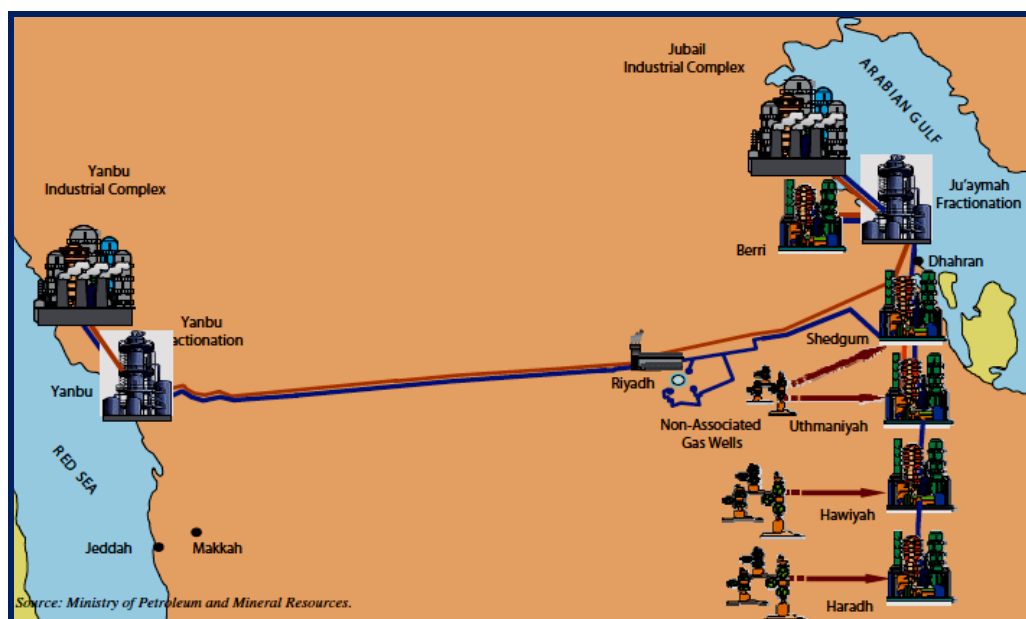 Jubail
Industrial Complex
ARABIAN GULF
Yanbu
Industrial Complex
Ju'aymah
Fractionation
Berri
Dhahran
Yanbu
actionation
Shedgum
Riyadh
Yanbu
Non-Associated
Gas Wells
Uthmaniyah
RED SEA
Hawiyah
Jeddah
Makkah
Haradh
Source: Ministry of Petroleum and Mineral Resources.